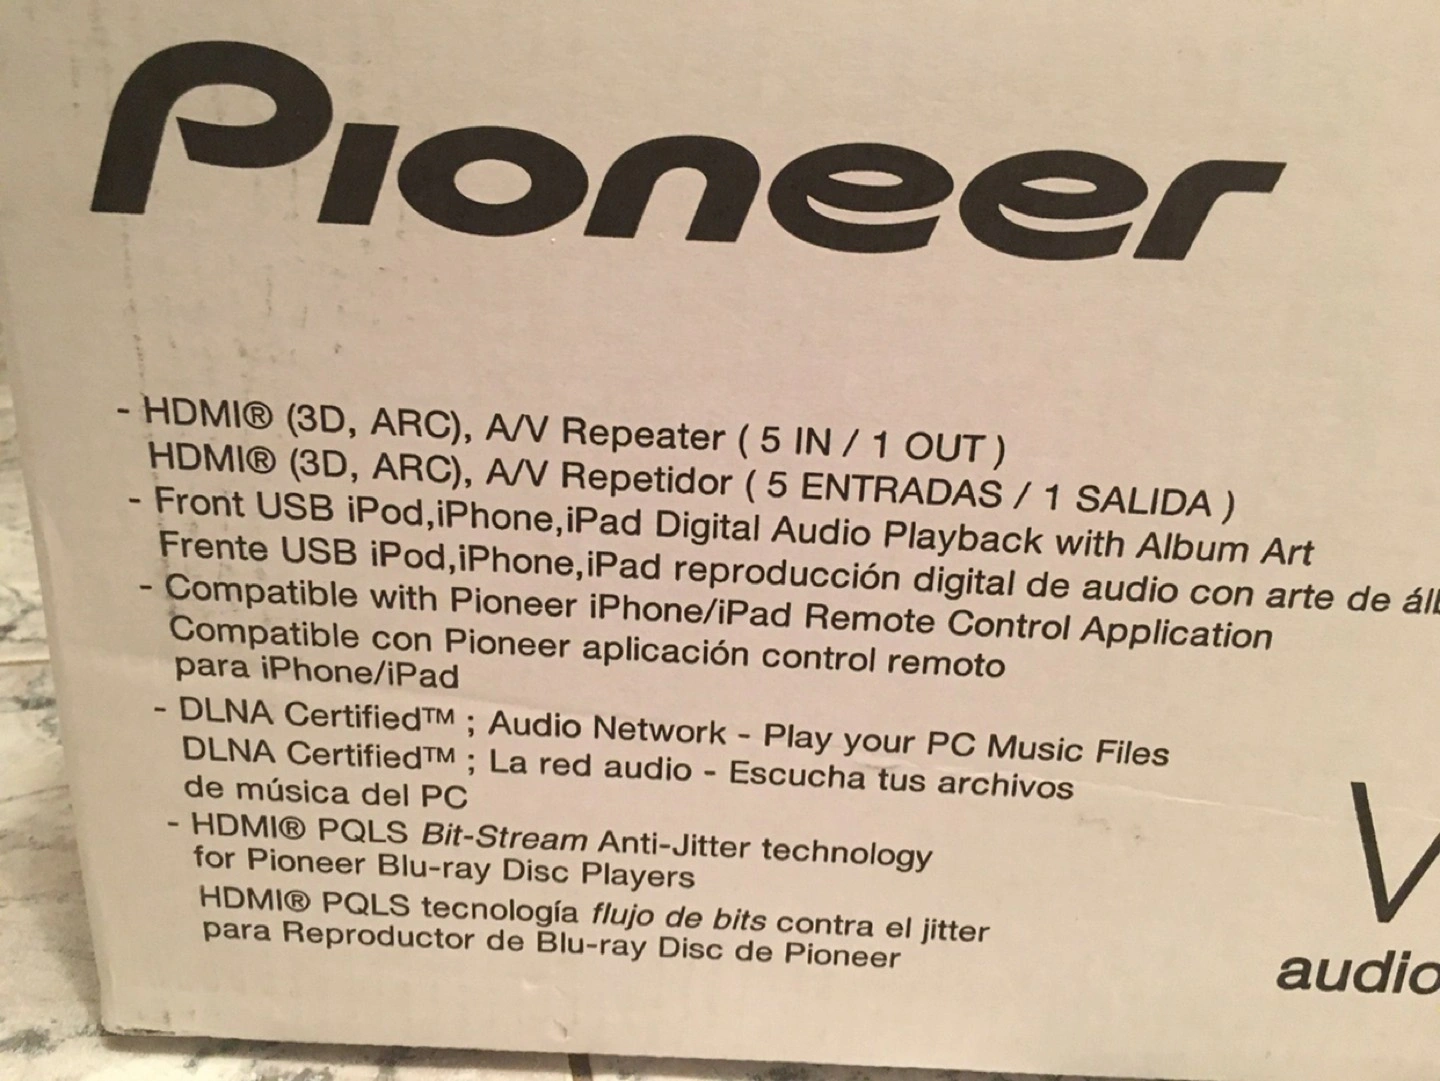 Pioneer
- HDMI® (3D, ARC), A/V Repeater ( 5 IN / 1 OUT )
HDMI® (3D, ARC), A/V Repetidor ( 5 ENTRADAS / 1 SALIDA )
- Front USB iPod,iPhone,iPad Digital Audio Playback with Album Art
Frente USB iPod,iPhone,iPad reproducción digital de audio con arte de
- Compatible with Pioneer iPhone/iPad Remote Control Application
Compatible con Pioneer aplicación control remoto
para iPhone/iPad
- DLNA Certified™ ; Audio Network - Play your PC Music Files
DLNA Certified™ ; La red audio - Escucha tus archivos
de música del PC
- HDMI® PQLS Bit-Stream Anti-Jitter technology
for Pioneer Blu-ray Disc Players
HDMI® PQLS tecnología flujo de bits contra el jitter
para Reproductor de Blu-ray Disc de Pioneer
V
audio